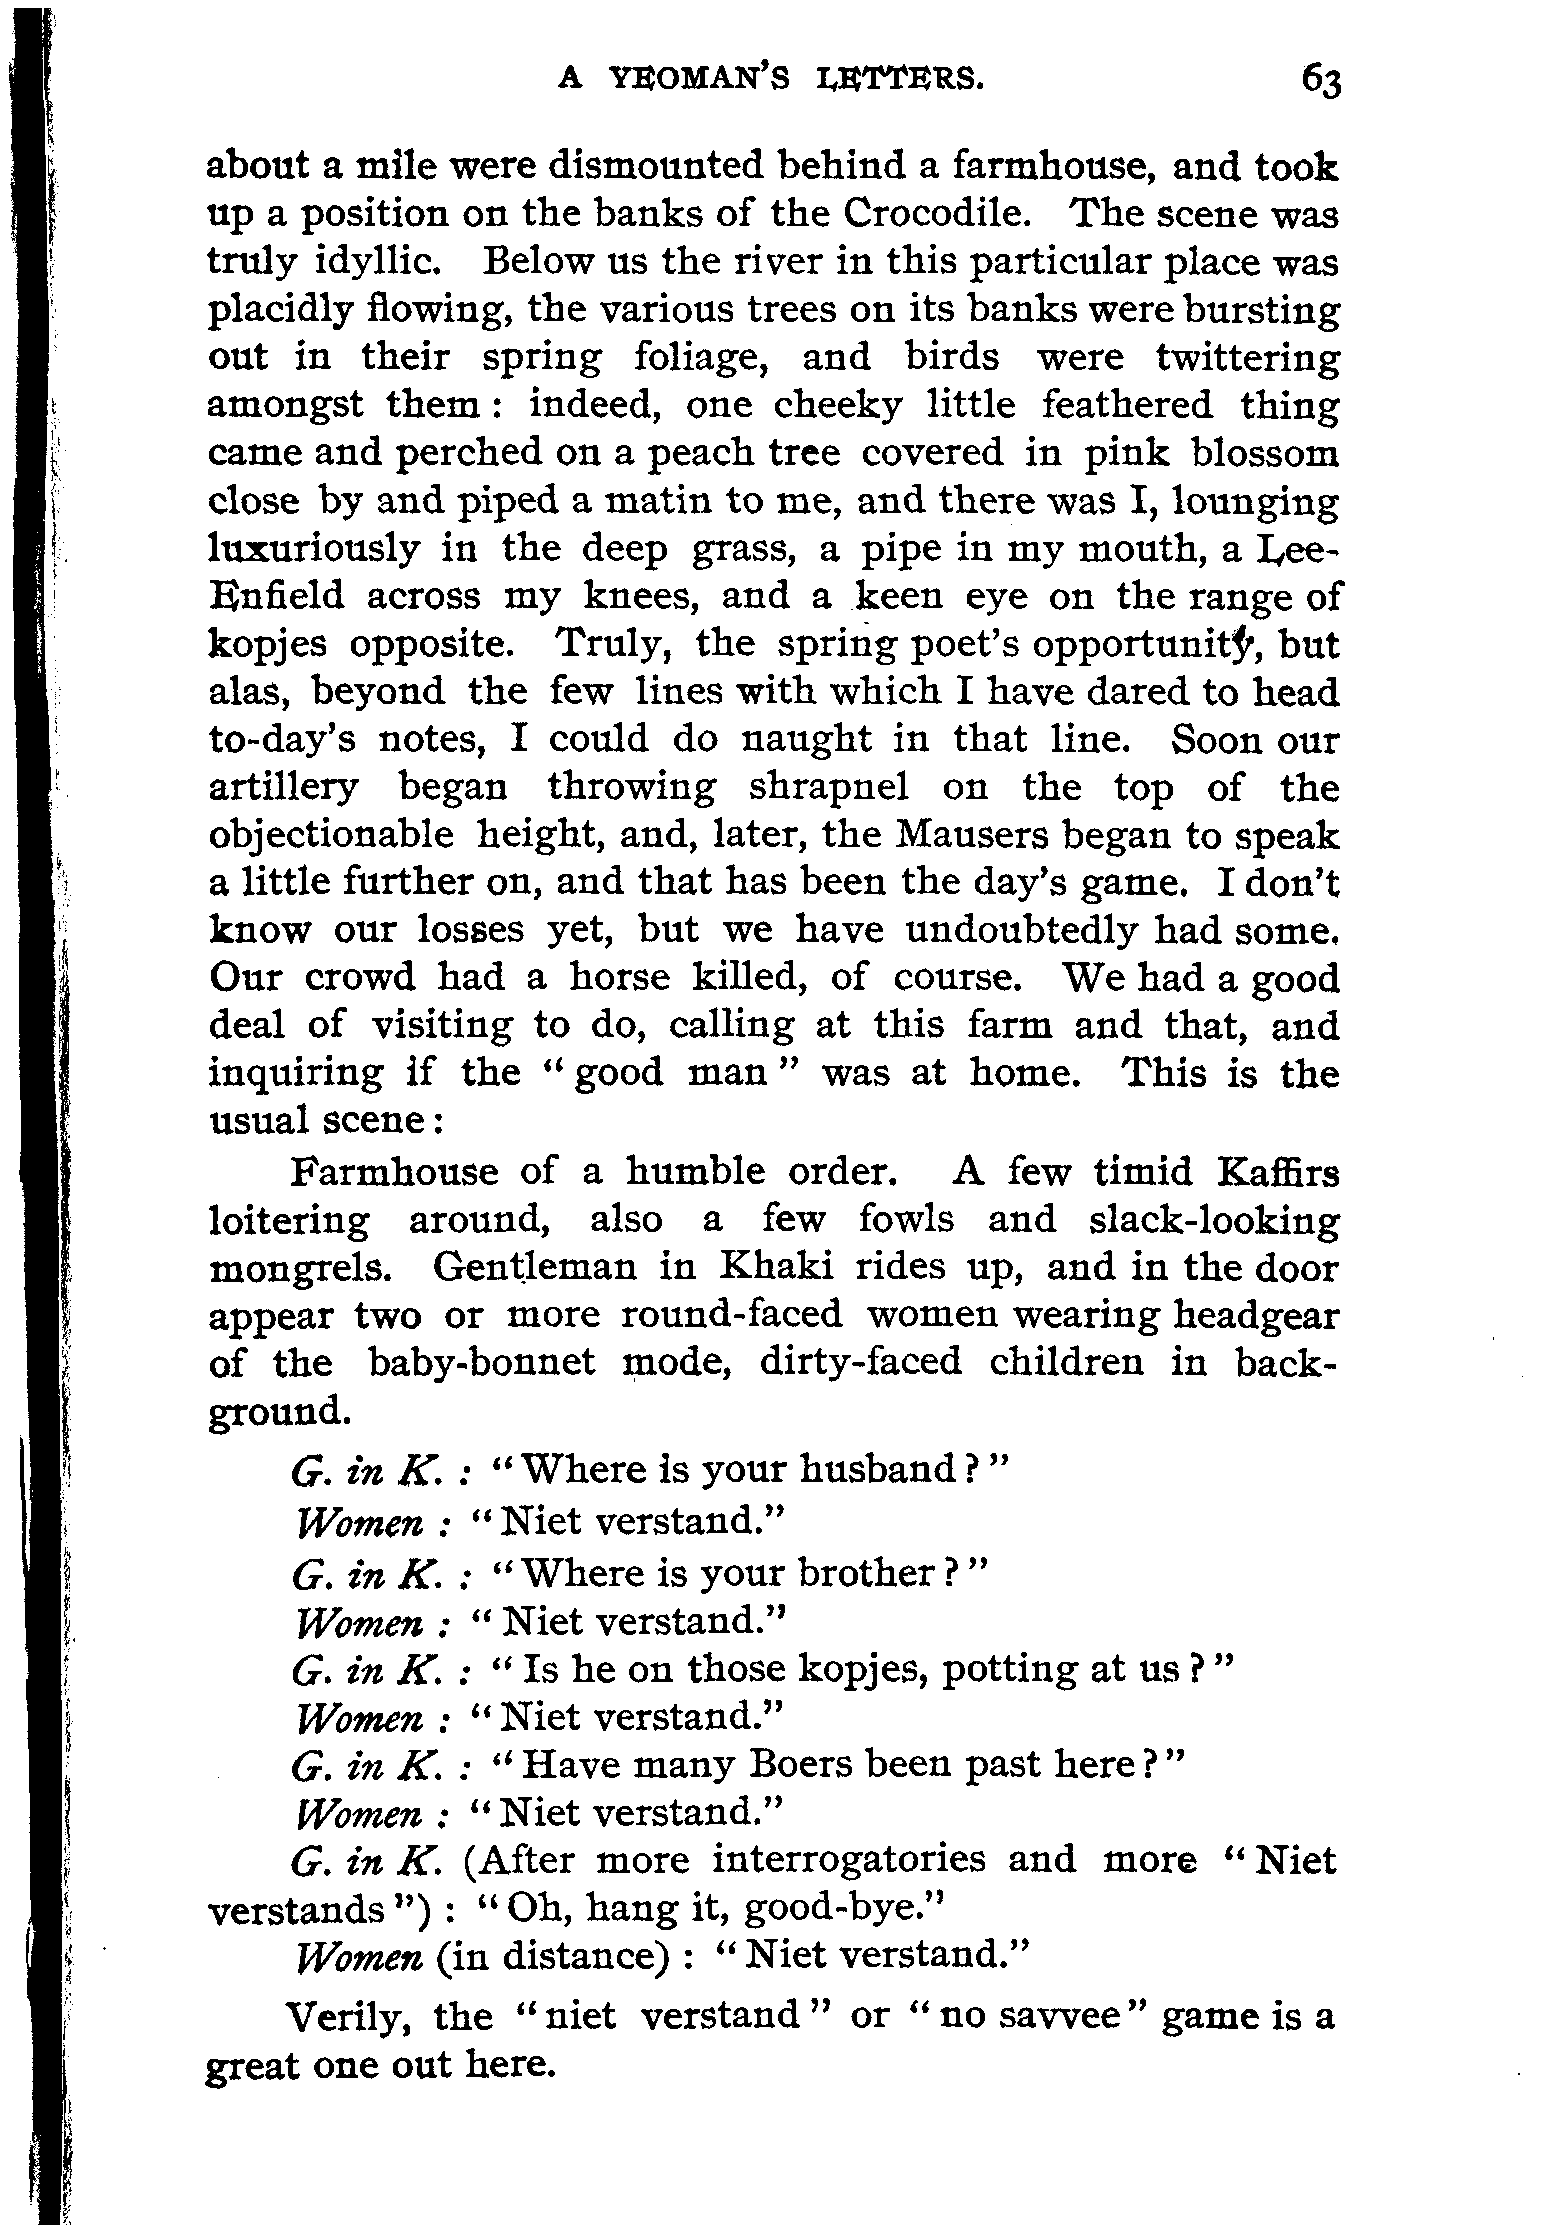 A YEOMAN'S LETTERS. 63
about a mile were dismounted behind a farmhouse, and took
up a position on the banks of the Crocodile. The scene was
truly idyllic. Below us the river in this particular place was
placidly flowing, the various trees on its banks were bursting
out in their spring foliage, and birds were twittering
amongst them : indeed, one cheeky little feathered thing
came and perched on a peach tree covered in pink blossom
close by and piped a matin to me, and there was I, lounging
luxuriously in the deep grass, a pipe in my mouth, a Lee-
Enfield across my knees, and a keen eye on the range of
kopjes opposite. Truly, the spring poet's opportunity, but
alas, beyond the few lines with which I have dared to head
to-day's notes, I could do naught in that line. Soon our
artillery began throwing shrapnel on the top of the
objectionable height, and, later, the Mausers began to speak
a little further on, and that has been the day's game. I don't
know our losses yet, but we have undoubtedly had some.
Our crowd had a horse killed, of course. We had a good
deal of visiting to do, calling at this farm and that, and
inquiring if the " good man " was at home. This is the
usual scene :
Farmhouse of a humble order. A few timid Kaffirs
loitering around, also a few fowls and slack-looking
mongrels. Gentleman in Khaki rides up, and in the door
appear two or more round-faced women wearing headgear
of the baby-bonnet mode, dirty-faced children in back-
ground.
G. in K. : " Where is your husband ? "
Women : " Niet verstand."
G. in K. : " Where is your brother ? "
Women : " Niet verstand."
G. in K. : " Is he on those kopjes, potting at us ? "
Women : " Niet verstand."
G. in K. : " Have many Boers been past here ? "
Women : " Niet verstand."
G. in K. (After more interrogatories and more " Niet
verstands ") : " Oh, hang it, good-bye."
Women (in distance) : " Niet verstand."
Verily, the " niet verstand " or " no savvee " game is a
great one out here.